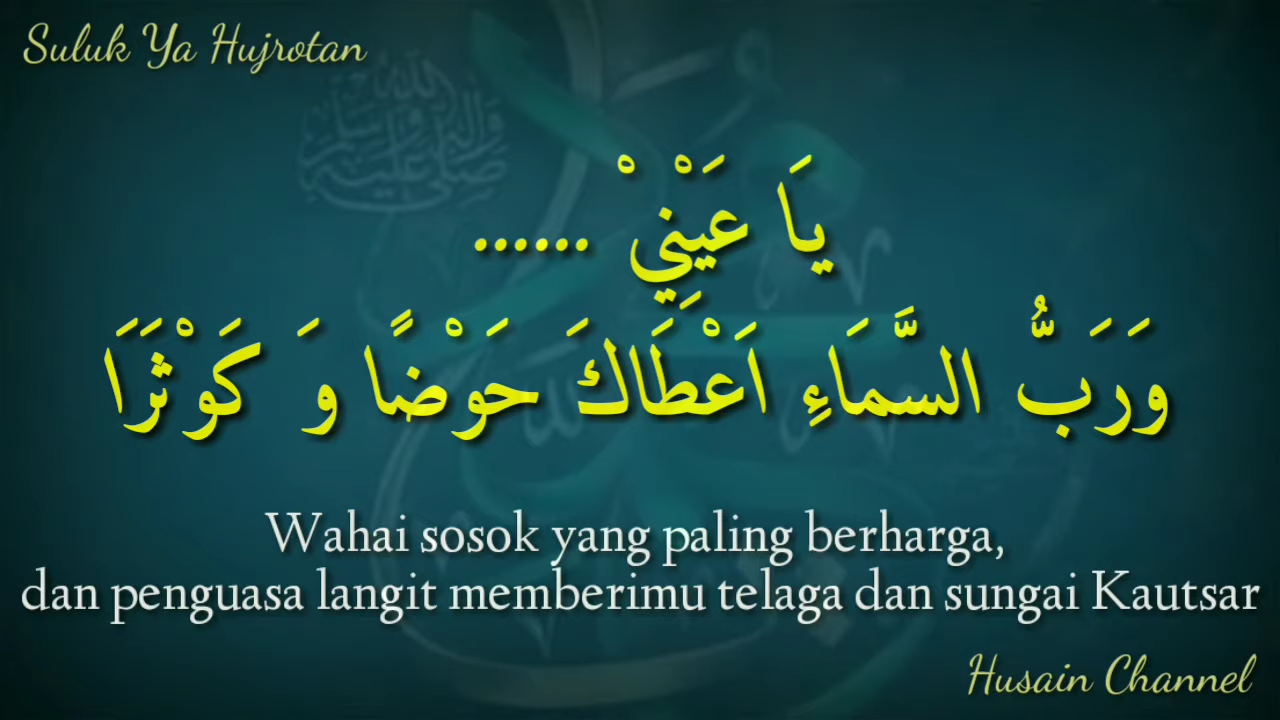 Suluk Ya Hujrotan
يَا عَيْنِيْ ......
وَرَبُّ السَّمَاءِ اَعْطَاكَ حَوْضًا وَ كَوْثَرَا
Wahai sosok yang paling berharga,
dan penguasa langit memberimu telaga dan sungai Kautsar
Husain Channel